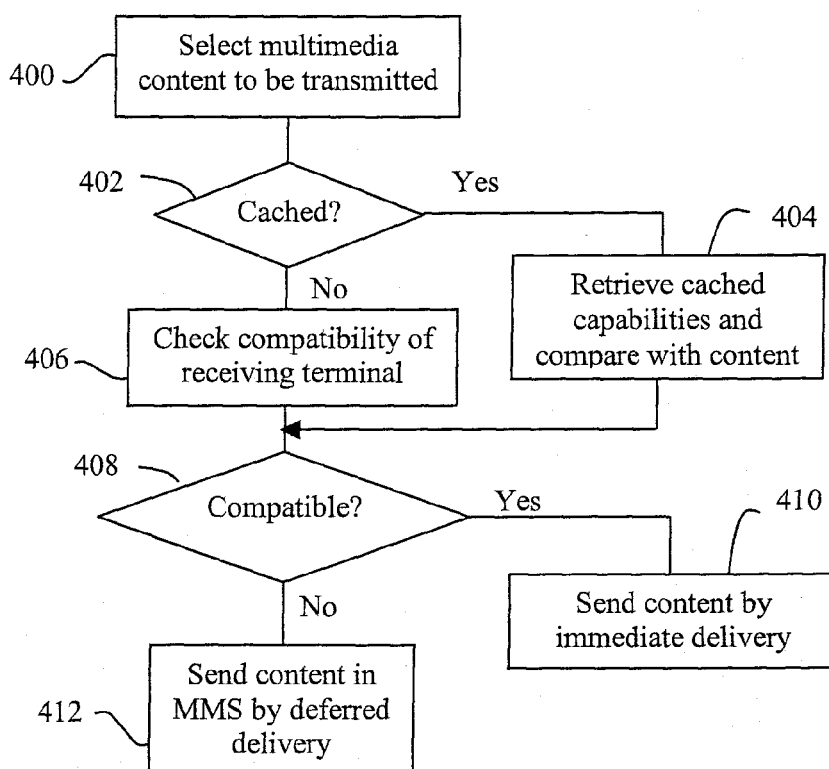 Select multimedia
content to be transmitted
400
402
Cached?
Yes
404
No
Retrieve cached
capabilities and
compare with content
Check compatibility of
receiving terminal
406
408
Compatible?
Yes
410
No
Send content by
immediate delivery
Send content in
MMS by deferred
delivery
412